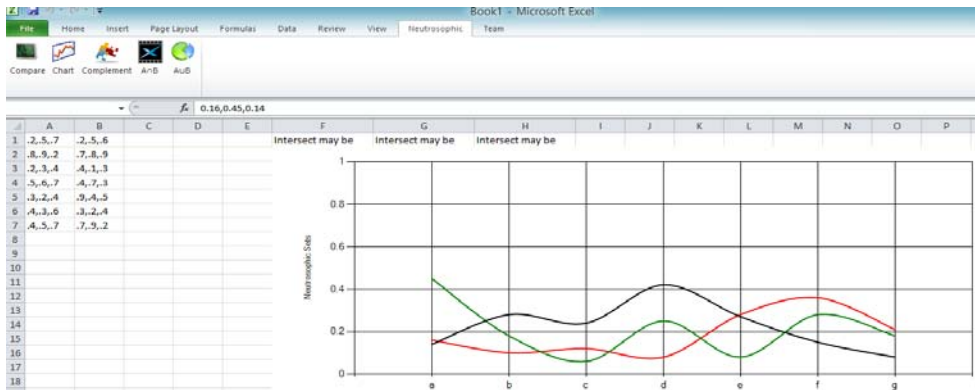 Book1 - Microsoft Excel
File Home Insert Page Layout Formulas Data Review View Neutrosophic Team
Compare Chart Complement A∩B A∪B
fx 0.16,0.45,0.14
A B C D E F G H I J K L M N O P
1 .2,.5,.7 .2,.5,.6 Intersect may be Intersect may be Intersect may be
2 .8,.9,.2 .7,.8,.9
3 .2,.3,.4 .4,.1,.3
4 .5,.6,.7 .4,.7,.3
5 .3,.2,.4 .9,.4,.5
6 .4,.3,.6 .3,.2,.4
7 .4,.5,.7 .7,.9,.2
8
9
10
11
12
13
14
15
16
17
18
1
0.8
0.6
0.4
0.2
0
Neutrosophic Sets
a b c d e f g